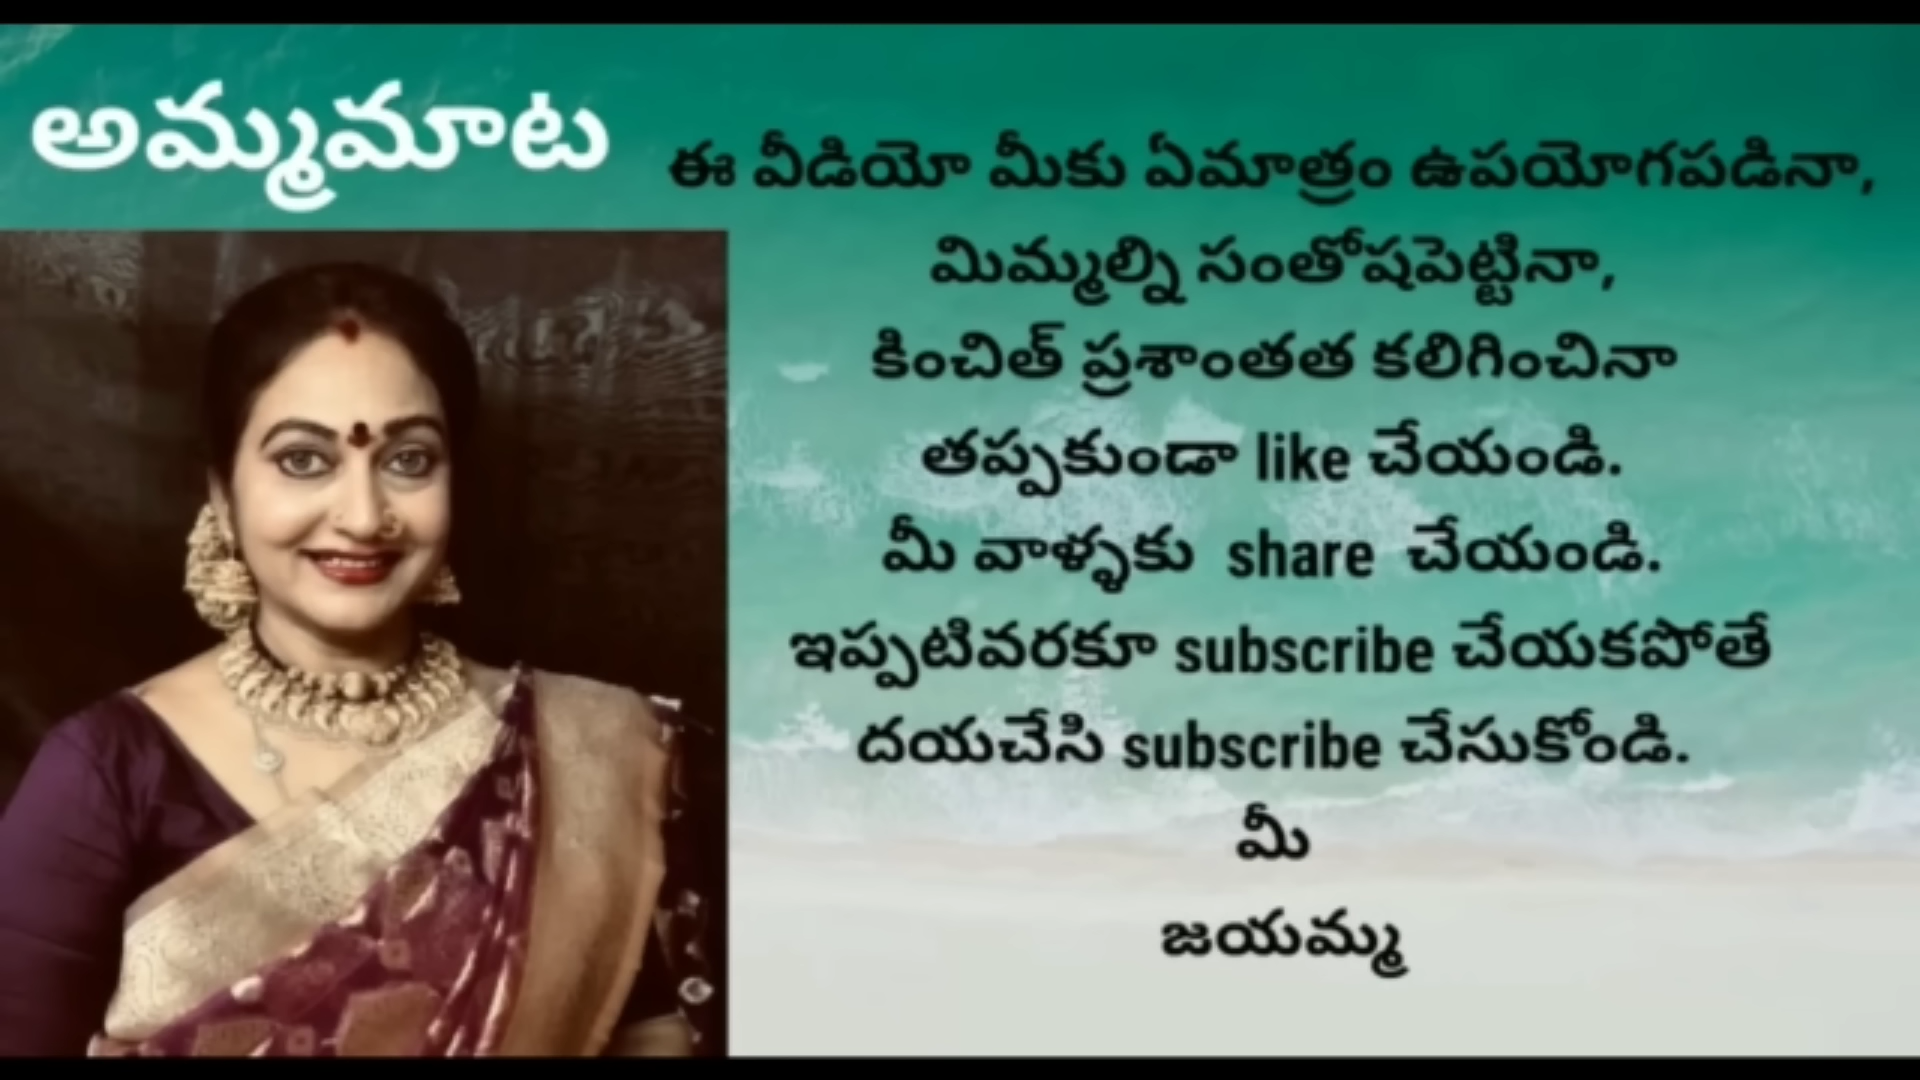 అమ్మమాట
ఈ వీడియో మీకు ఏమాత్రం ఉపయోగపడినా,
మిమ్మల్ని సంతోషపెట్టినా,
కించిత్ ప్రశాంతత కలిగించినా
తప్పకుండా like చేయండి.
మీ వాళ్ళకు share చేయండి.
ఇప్పటివరకూ subscribe చేయకపోతే
దయచేసి subscribe చేసుకోండి.
మీ
జయమ్మ